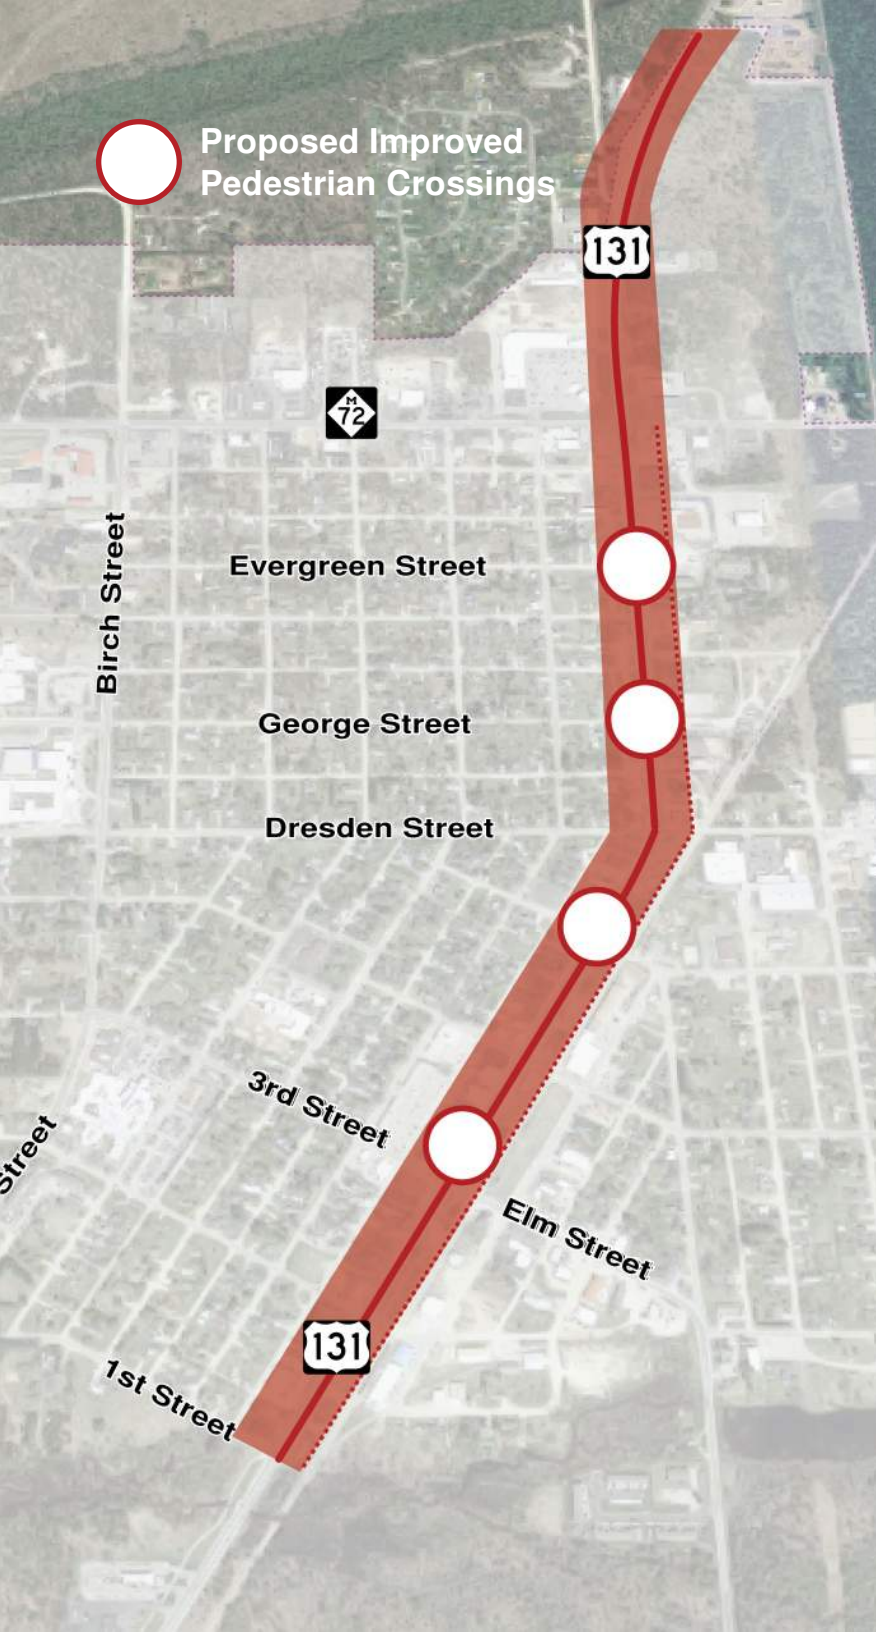 Proposed Improved
Pedestrian Crossings
131
M
72
Birch Street
Evergreen Street
George Street
Dresden Street
3rd Street
Street
Elm Street
131
1st Street